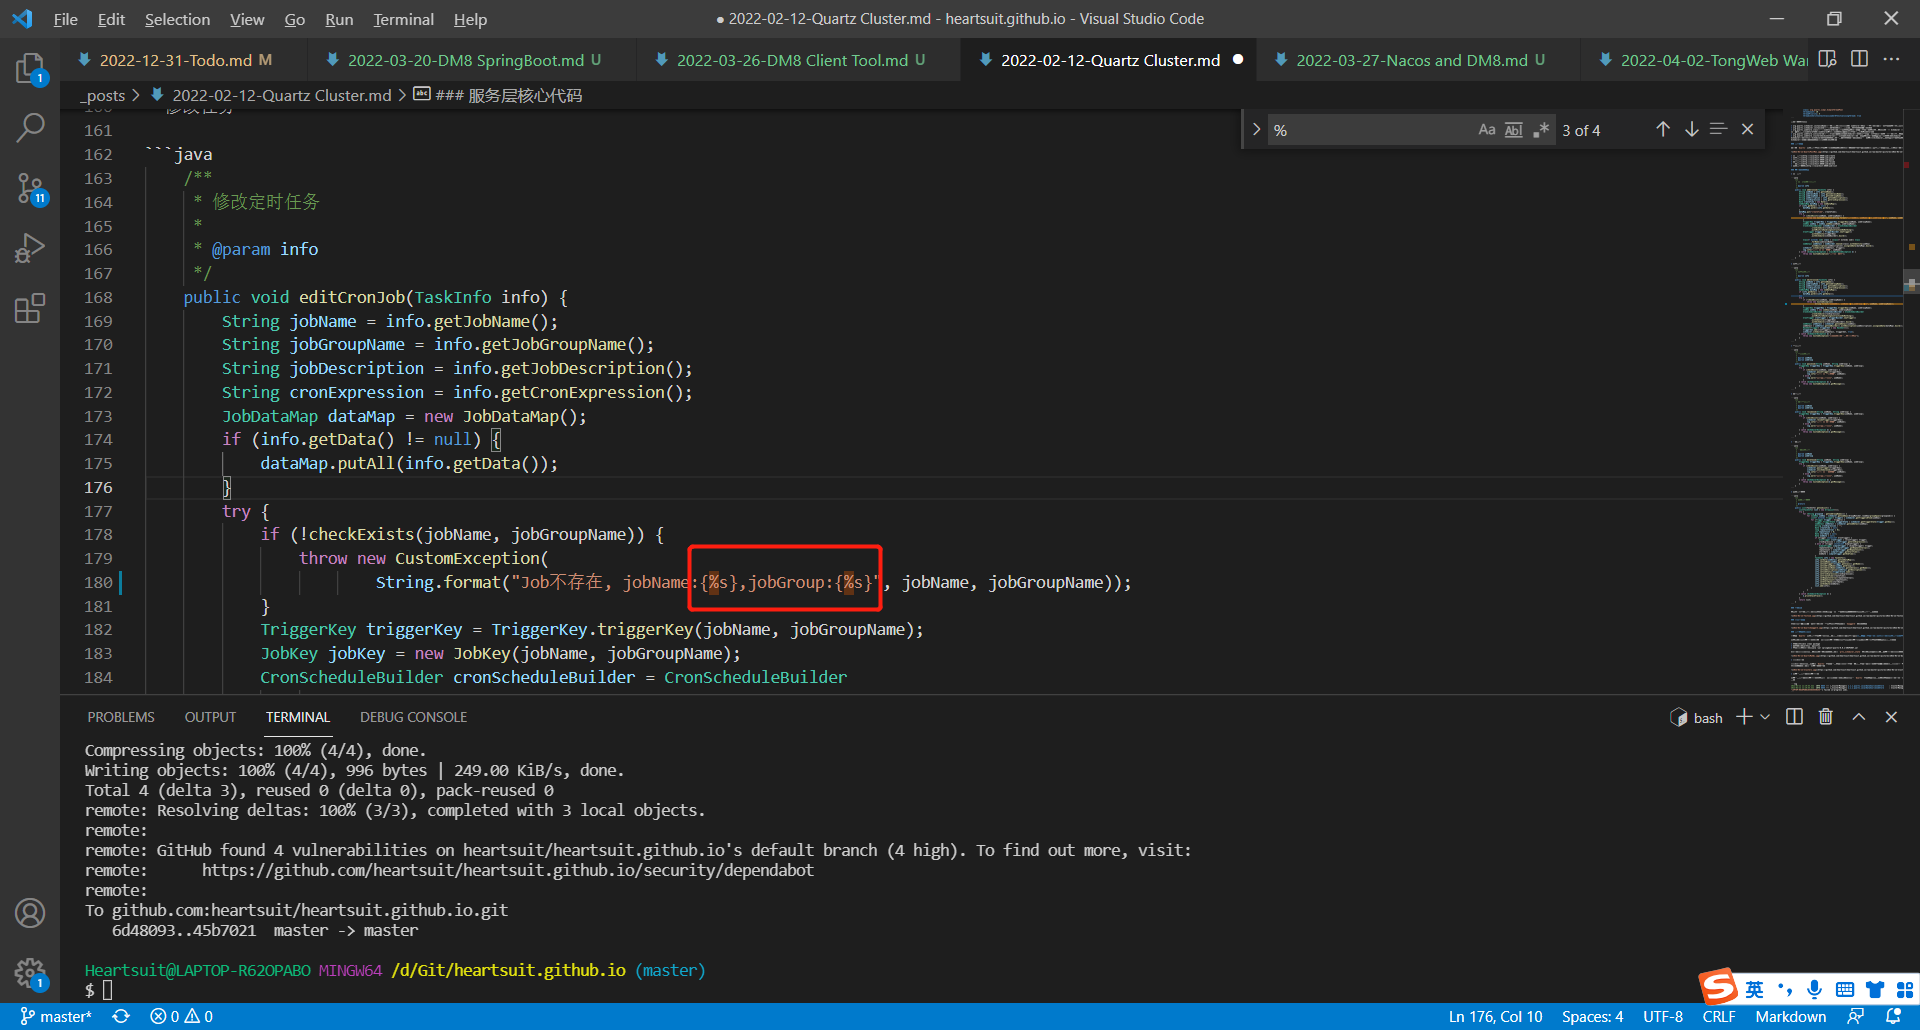 File Edit Selection View Go Run Terminal Help
● 2022-02-12-Quartz Cluster.md - heartsuit.github.io - Visual Studio Code
2022-12-31-Todo.md M
2022-03-20-DM8 SpringBoot.md U
2022-03-26-DM8 Client Tool.md U
2022-02-12-Quartz Cluster.md
2022-03-27-Nacos and DM8.md U
2022-04-02-TongWeb War
_posts > 2022-02-12-Quartz Cluster.md > ### 服务层核心代码
%
Aa Abl .* 3 of 4
161
162 ```java
163 /**
164 * 修改定时任务
165 *
166 * @param info
167 */
168 public void editCronJob(TaskInfo info) {
169 String jobName = info.getJobName();
170 String jobGroupName = info.getJobGroupName();
171 String jobDescription = info.getJobDescription();
172 String cronExpression = info.getCronExpression();
173 JobDataMap dataMap = new JobDataMap();
174 if (info.getData() != null) {
175 dataMap.putAll(info.getData());
176 }
177 try {
178 if (!checkExists(jobName, jobGroupName)) {
179 throw new CustomException(
180 String.format("Job不存在, jobName:{%s},jobGroup:{%s}", jobName, jobGroupName));
181 }
182 TriggerKey triggerKey = TriggerKey.triggerKey(jobName, jobGroupName);
183 JobKey jobKey = new JobKey(jobName, jobGroupName);
184 CronScheduleBuilder cronScheduleBuilder = CronScheduleBuilder
PROBLEMS OUTPUT TERMINAL DEBUG CONSOLE
bash
Compressing objects: 100% (4/4), done.
Writing objects: 100% (4/4), 996 bytes | 249.00 KiB/s, done.
Total 4 (delta 3), reused 0 (delta 0), pack-reused 0
remote: Resolving deltas: 100% (3/3), completed with 3 local objects.
remote:
remote: GitHub found 4 vulnerabilities on heartsuit/heartsuit.github.io's default branch (4 high). To find out more, visit:
remote: https://github.com/heartsuit/heartsuit.github.io/security/dependabot
remote:
To github.com:heartsuit/heartsuit.github.io.git
6d48093..45b7021 master -> master
Heartsuit@LAPTOP-R62OPABO MINGW64 /d/Git/heartsuit.github.io (master)
$
1
11
1
S 英
master* 0 0
Ln 176, Col 10 Spaces: 4 UTF-8 CRLF Markdown